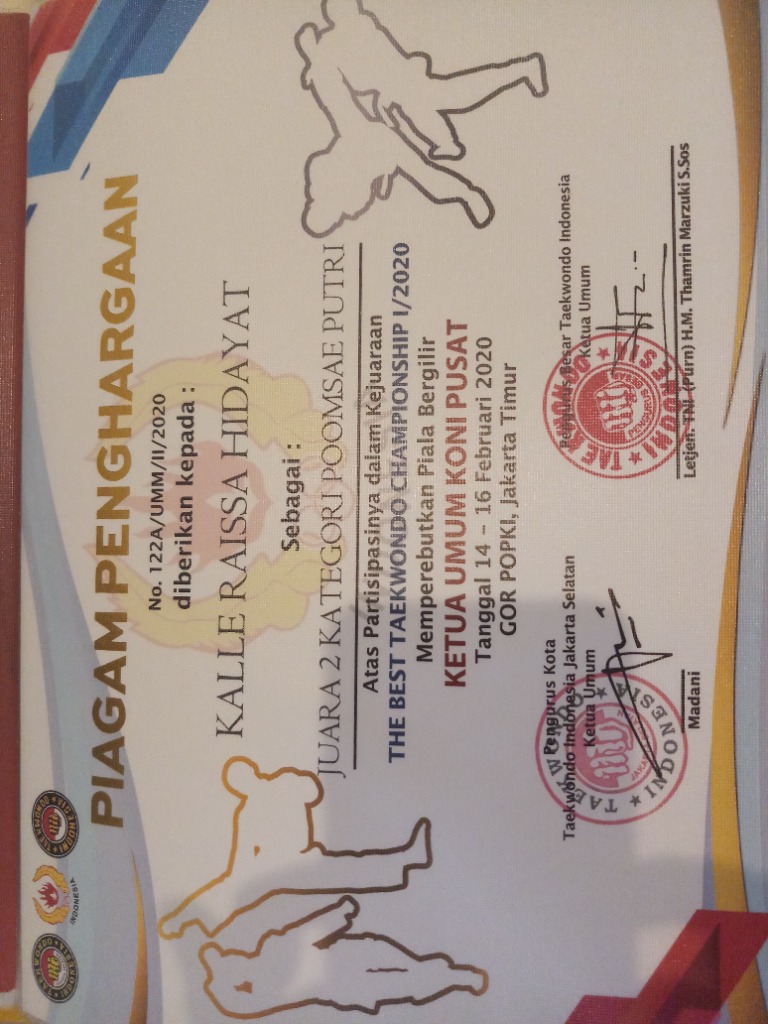 PIAGAM PENGHARGAAN
No. 122A/UMM/II/2020
diberikan kepada :
KALLE RAISSA HIDAYAT
Sebagai :
JUARA 2 KATEGORI POOMSAE PUTRI
Atas Partisipasinya dalam Kejuaraan
THE BEST TAEKWONDO CHAMPIONSHIP I/2020
Memperebutkan Piala Bergilir
KETUA UMUM KONI PUSAT
Tanggal 14 - 16 Februari 2020
GOR POPKI, Jakarta Timur
Pengurus Kota
Taekwondo Indonesia Jakarta Selatan
Ketua Umum
TAEKWONDO
INDONESIA
Madani
Pengurus Besar Taekwondo Indonesia
Ketua Umum
TAEKWONDO
Letjen. TNI (Purn) H.M. Thamrin Marzuki S.Sos
INDONESIA